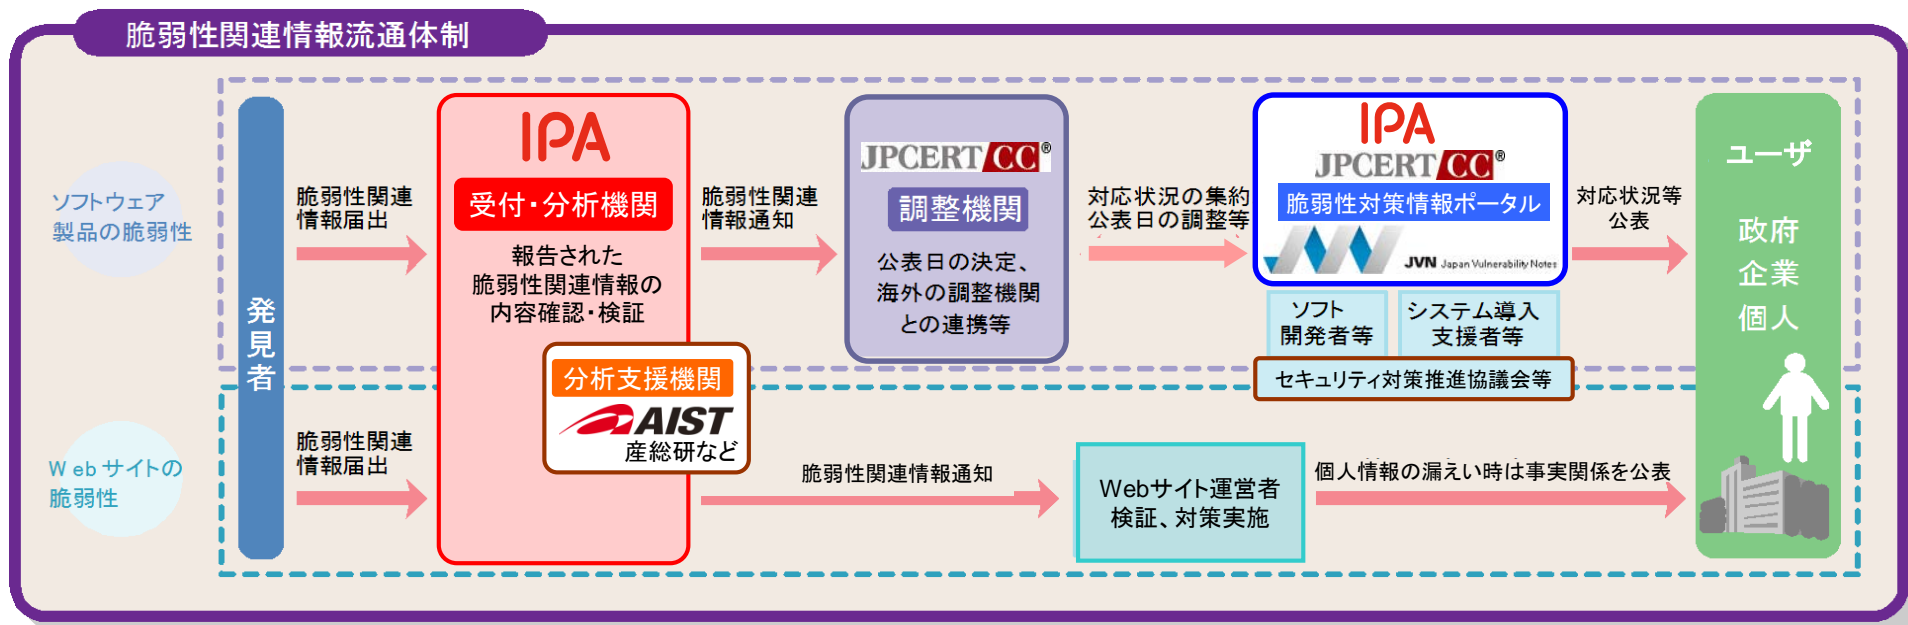 脆弱性関連情報流通体制
ソフトウェア
製品の脆弱性
発見者
脆弱性関連
情報届出
IPA
受付・分析機関
報告された
脆弱性関連情報の
内容確認・検証
分析支援機関
AIST
産総研など
脆弱性関連
情報通知
JPCERT/CC®
調整機関
公表日の決定、
海外の調整機関
との連携等
対応状況の集約
公表日の調整等
IPA
JPCERT/CC®
脆弱性対策情報ポータル
JVN Japan Vulnerability Notes
ソフト
開発者等
システム導入
支援者等
セキュリティ対策推進協議会等
対応状況等
公表
ユーザ
政府
企業
個人
Webサイトの
脆弱性
脆弱性関連
情報届出
脆弱性関連情報通知
Webサイト運営者
検証、対策実施
個人情報の漏えい時は事実関係を公表